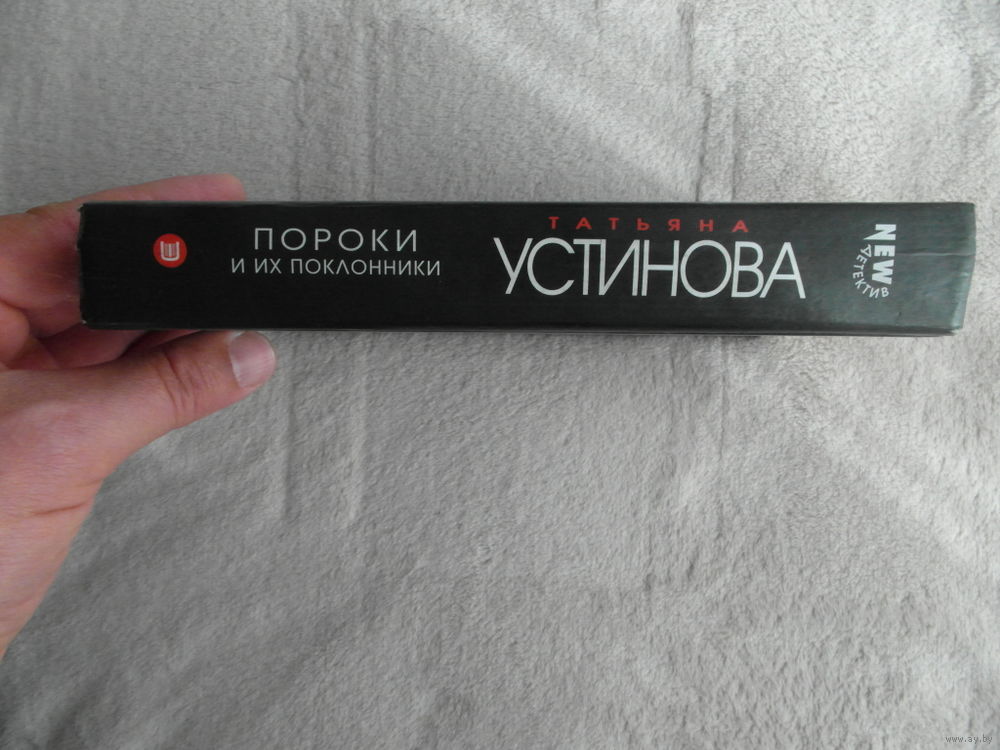 ПОРОКИ
И ИХ ПОКЛОННИКИ
ТАТЬЯНА
УСТИНОВА
NEW
ДЕТЕКТИВ
www.ay.by